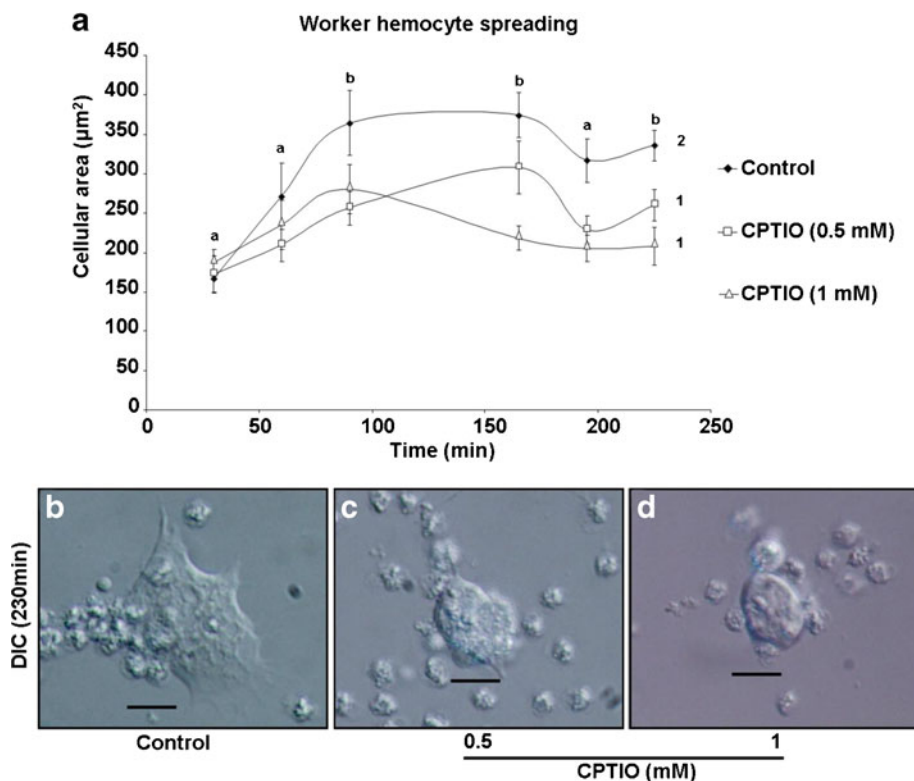 a
Worker hemocyte spreading
Cellular area (µm²)
450
400
350
300
250
200
150
100
50
0
a
a
b
b
a
b
2
1
1
0
50
100
150
200
250
Time (min)
Control
CPTIO (0.5 mM)
CPTIO (1 mM)
DIC (230min)
b
c
d
Control
0.5
1
CPTIO (mM)